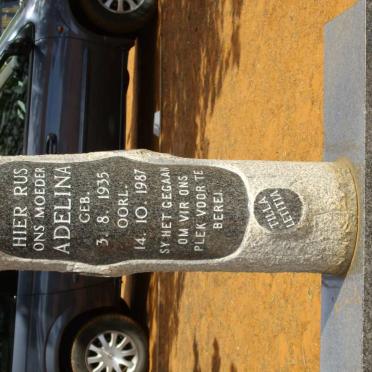 HIER RUS
ONS MOEDER
ADELINA
GEB.
3. 8. 1935
OORL.
14. 10. 1987
SY HET GEGAAN
OM VIR ONS
PLEK VOOR TE
BEREI.
TILLA
LETITIA